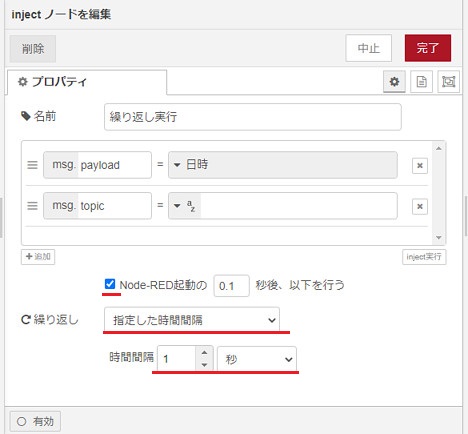 inject ノードを編集
削除 中止 完了
プロパティ
名前 繰り返し実行
msg. payload = 日時
msg. topic = az
追加 inject実行
Node-RED起動の 0.1 秒後、以下を行う
繰り返し 指定した時間間隔
時間間隔 1 秒
有効